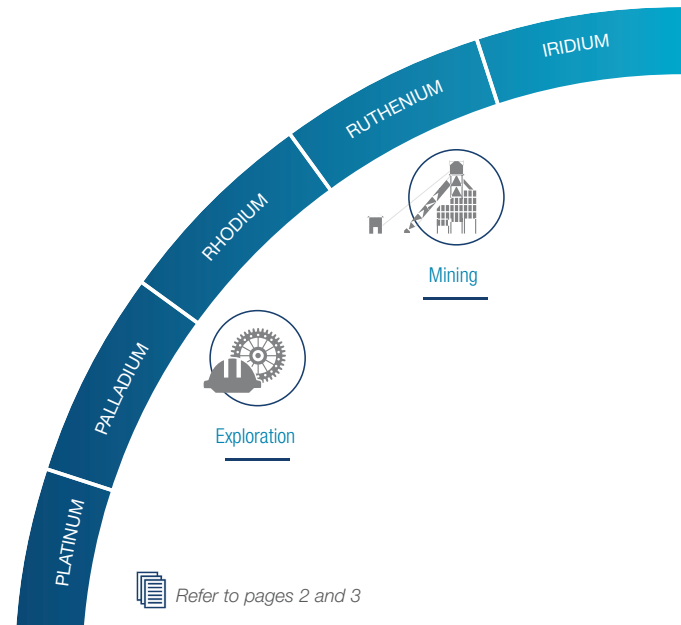 IRIDIUM
RUTHENIUM
RHODIUM
PALLADIUM
PLATINUM
Mining
Exploration
Refer to pages 2 and 3